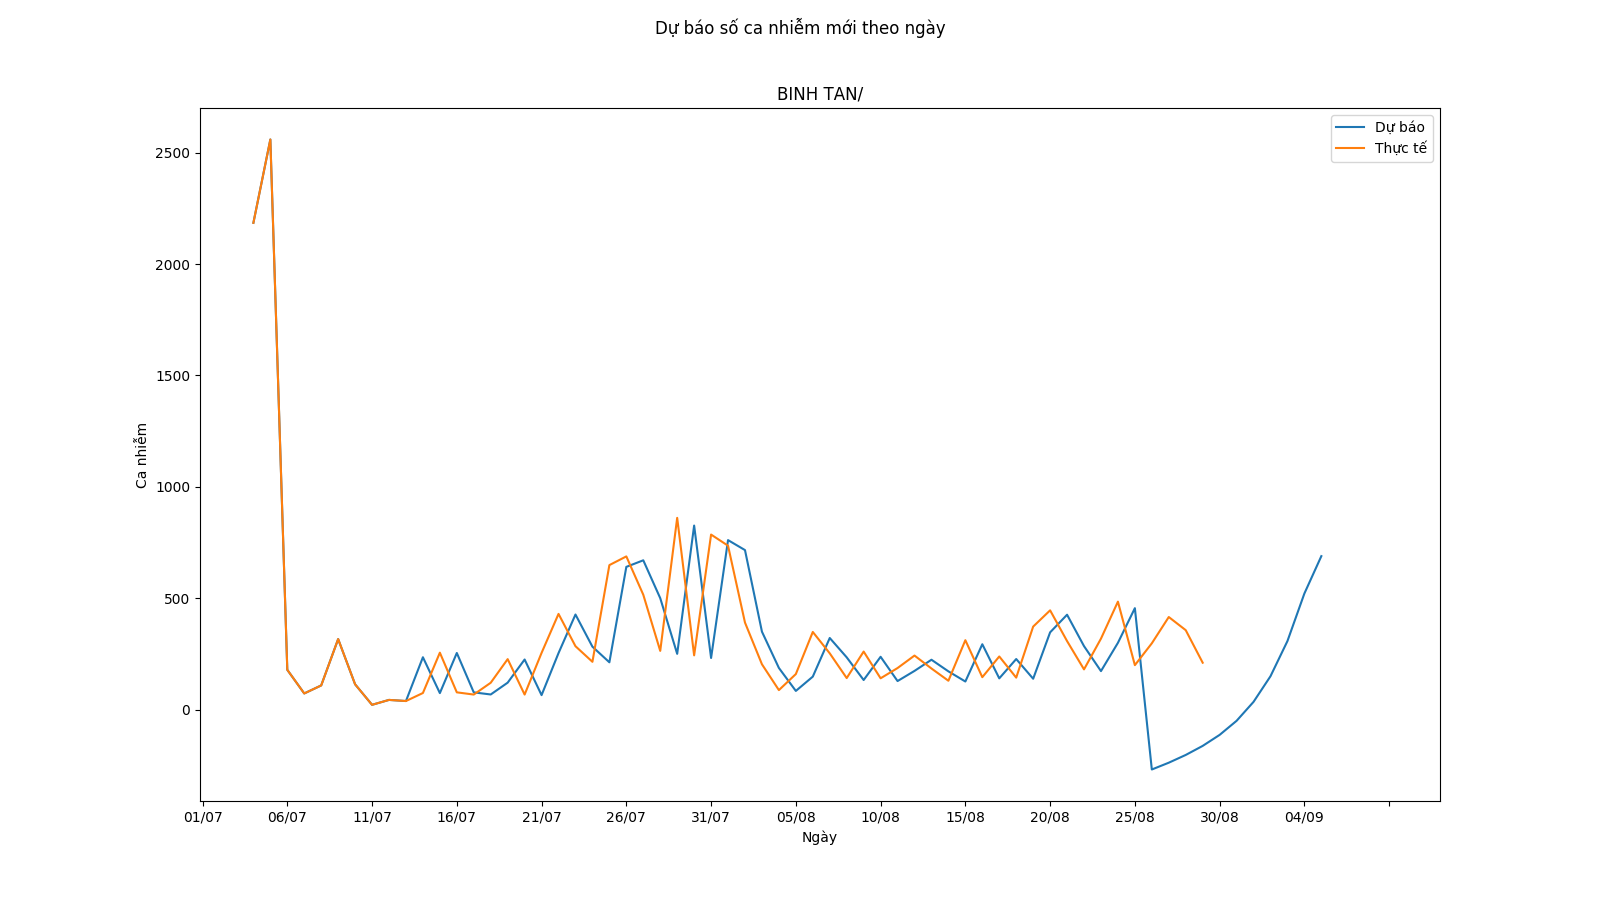 Dự báo số ca nhiễm mới theo ngày
BINH TAN/
Dự báo
Thực tế
2500
2000
1500
1000
500
0
Ca nhiễm
01/07 06/07 11/07 16/07 21/07 26/07 31/07 05/08 10/08 15/08 20/08 25/08 30/08 04/09
Ngày